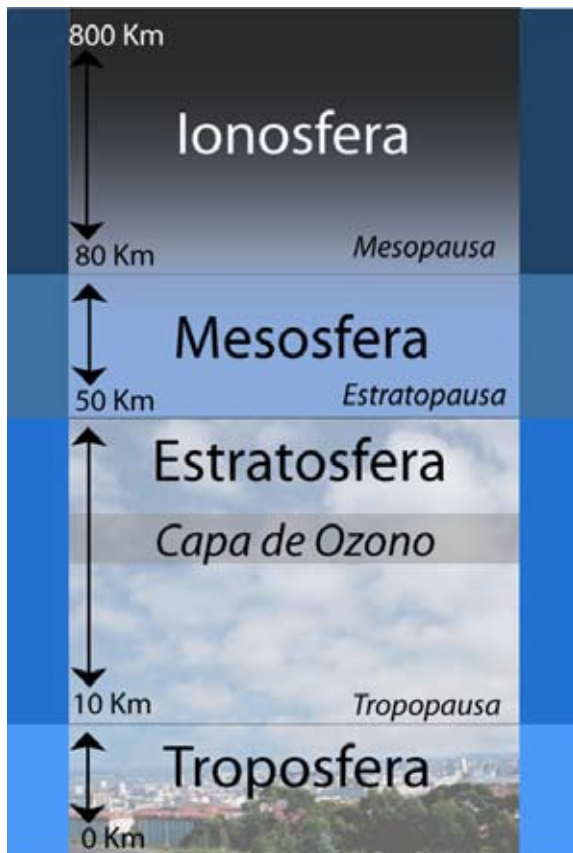 800 Km
Ionosfera
80 Km
Mesopausa
Mesosfera
50 Km
Estratopausa
Estratosfera
Capa de Ozono
10 Km
Tropopausa
Troposfera
0 Km